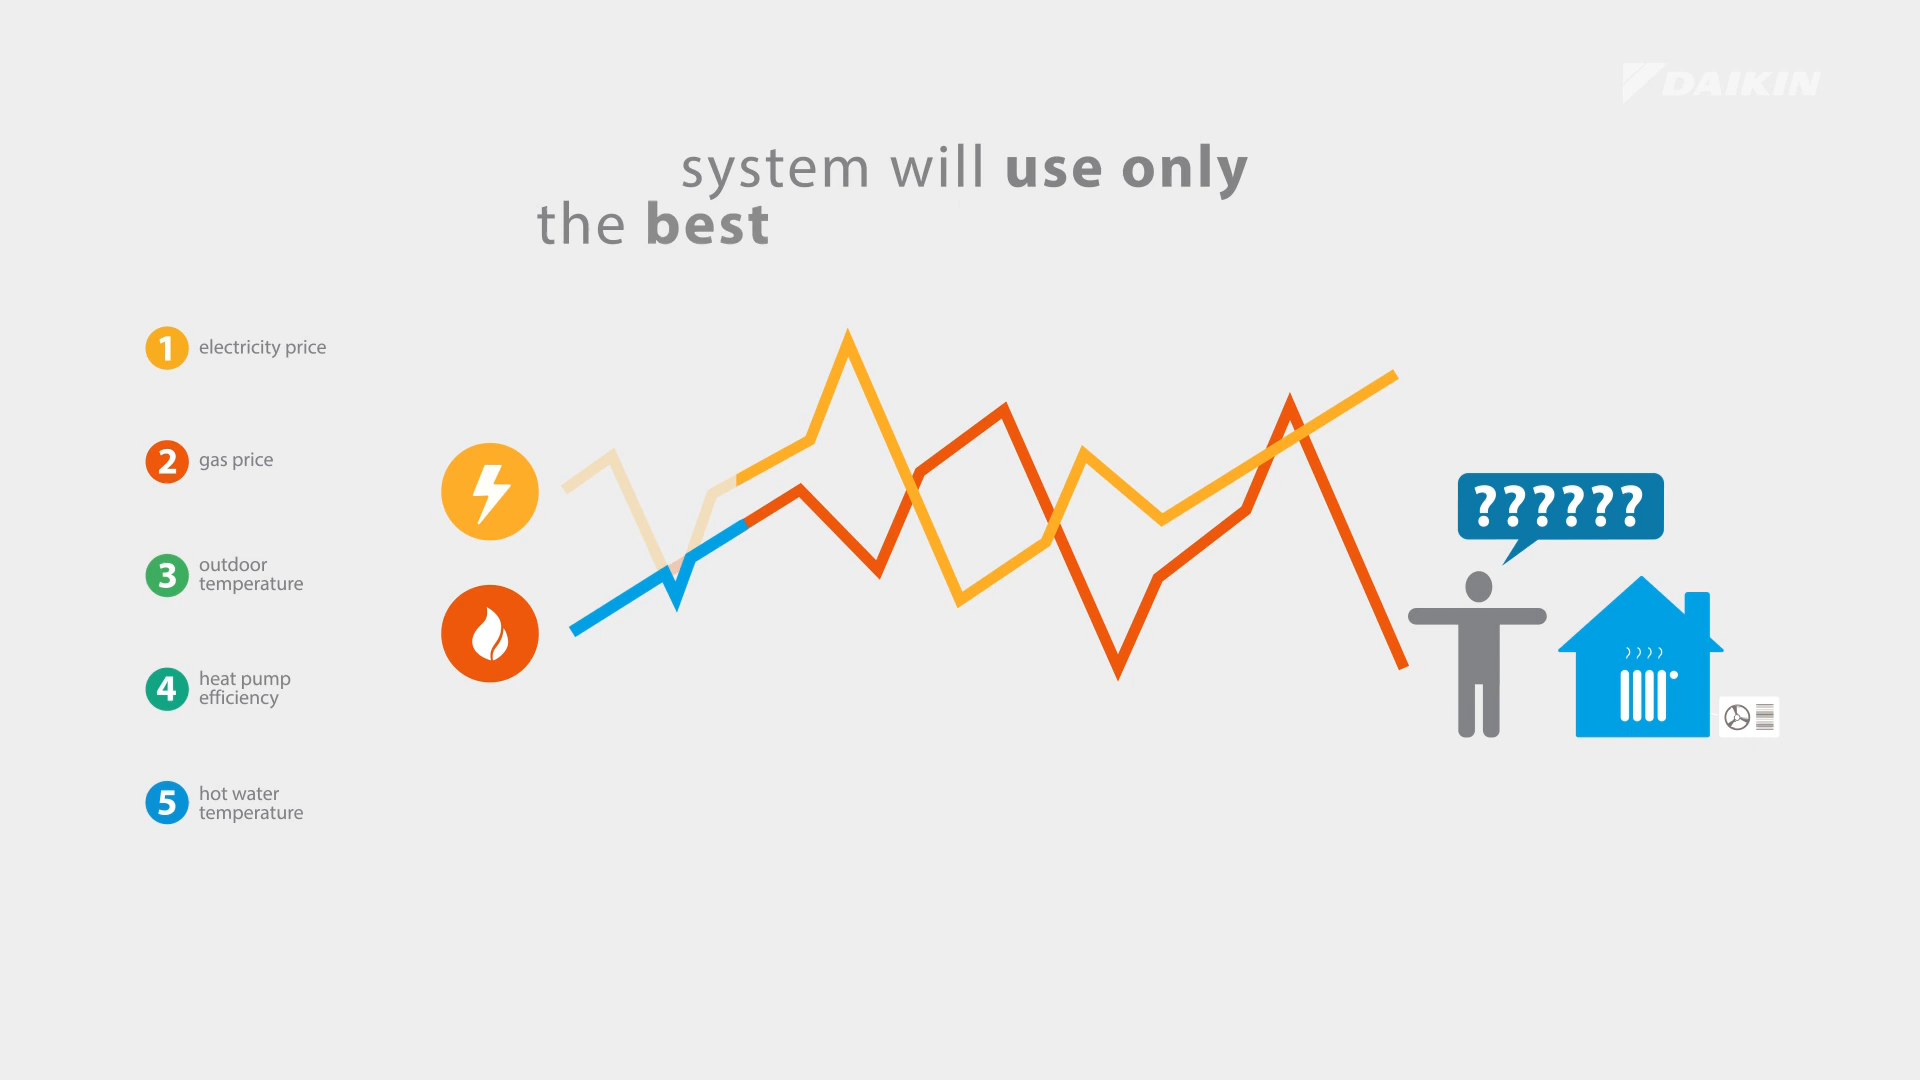 DAIKIN
system will use only
the best
1 electricity price
2 gas price
3 outdoor
temperature
4 heat pump
efficiency
5 hot water
temperature
??????